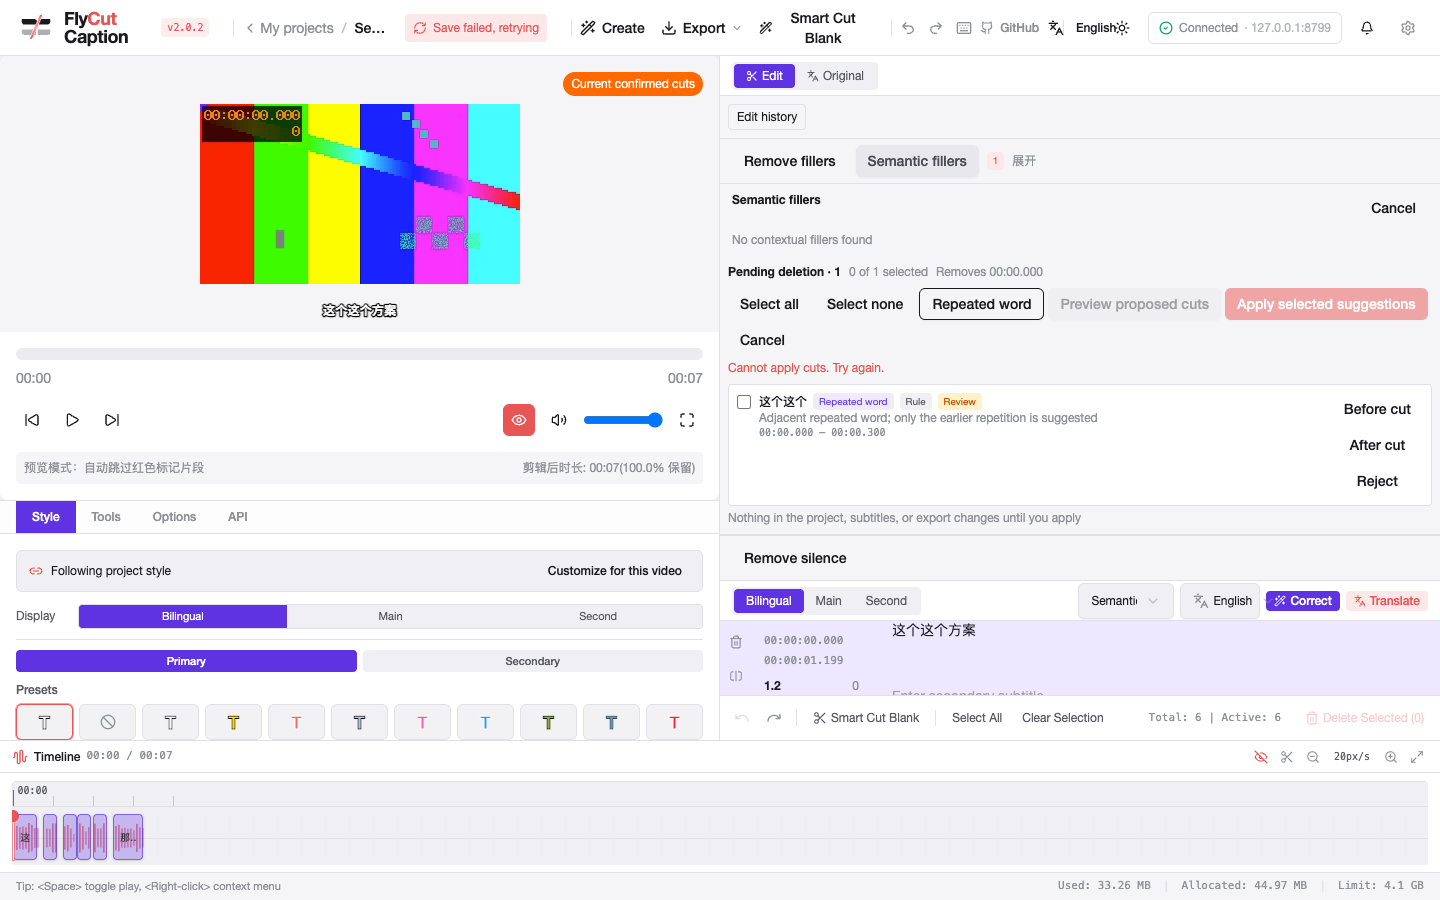 FlyCut
Caption
v2.0.2
My projects / Se...
Save failed, retrying
Create
Export
Smart Cut
Blank
GitHub
English
Connected · 127.0.0.1:8799
Current confirmed cuts
00:00:00.000
0
这个这个方案
00:00
00:07
预览模式：自动跳过红色标记片段
剪辑后时长: 00:07(100.0% 保留)
Style
Tools
Options
API
Following project style
Customize for this video
Display
Bilingual
Main
Second
Primary
Secondary
Presets
T T T T T T T T T T
Edit
Original
Edit history
Remove fillers
Semantic fillers
1
展开
Semantic fillers
Cancel
No contextual fillers found
Pending deletion · 1 0 of 1 selected Removes 00:00.000
Select all
Select none
Repeated word
Preview proposed cuts
Apply selected suggestions
Cancel
Cannot apply cuts. Try again.
这个这个 Repeated word Rule Review
Adjacent repeated word; only the earlier repetition is suggested
00:00.000 — 00:00.300
Before cut
After cut
Reject
Nothing in the project, subtitles, or export changes until you apply
Remove silence
Bilingual
Main
Second
English
Correct
Translate
00:00:00.000
00:00:01.199
1.2
0
这个这个方案
Enter secondary subtitle
Smart Cut Blank
Select All
Clear Selection
Total: 6 | Active: 6
Delete Selected (0)
Timeline 00:00 / 00:07
20px/s
00:00
这
那...
Tip: <Space> toggle play, <Right-click> context menu
Used: 33.26 MB
Allocated: 44.97 MB
Limit: 4.1 GB